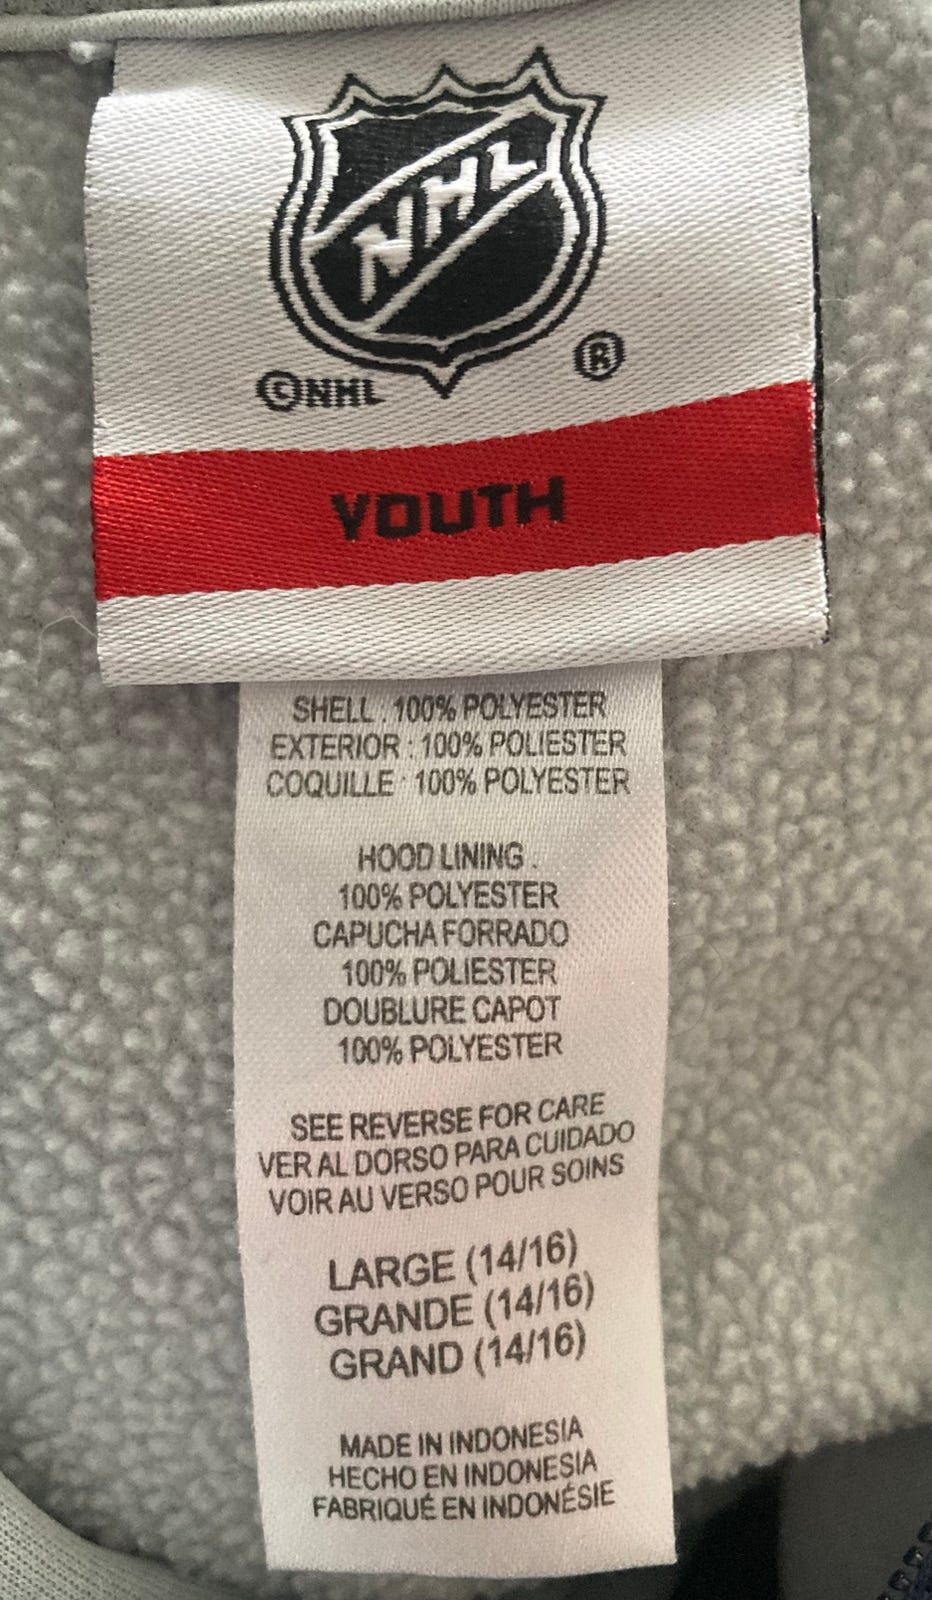 NHL
©NHL ®
YOUTH
SHELL : 100% POLYESTER
EXTERIOR : 100% POLIESTER
COQUILLE : 100% POLYESTER
HOOD LINING :
100% POLYESTER
CAPUCHA FORRADO
100% POLIESTER
DOUBLURE CAPOT
100% POLYESTER
SEE REVERSE FOR CARE
VER AL DORSO PARA CUIDADO
VOIR AU VERSO POUR SOINS
LARGE (14/16)
GRANDE (14/16)
GRAND (14/16)
MADE IN INDONESIA
HECHO EN INDONESIA
FABRIQUÉ EN INDONÉSIE